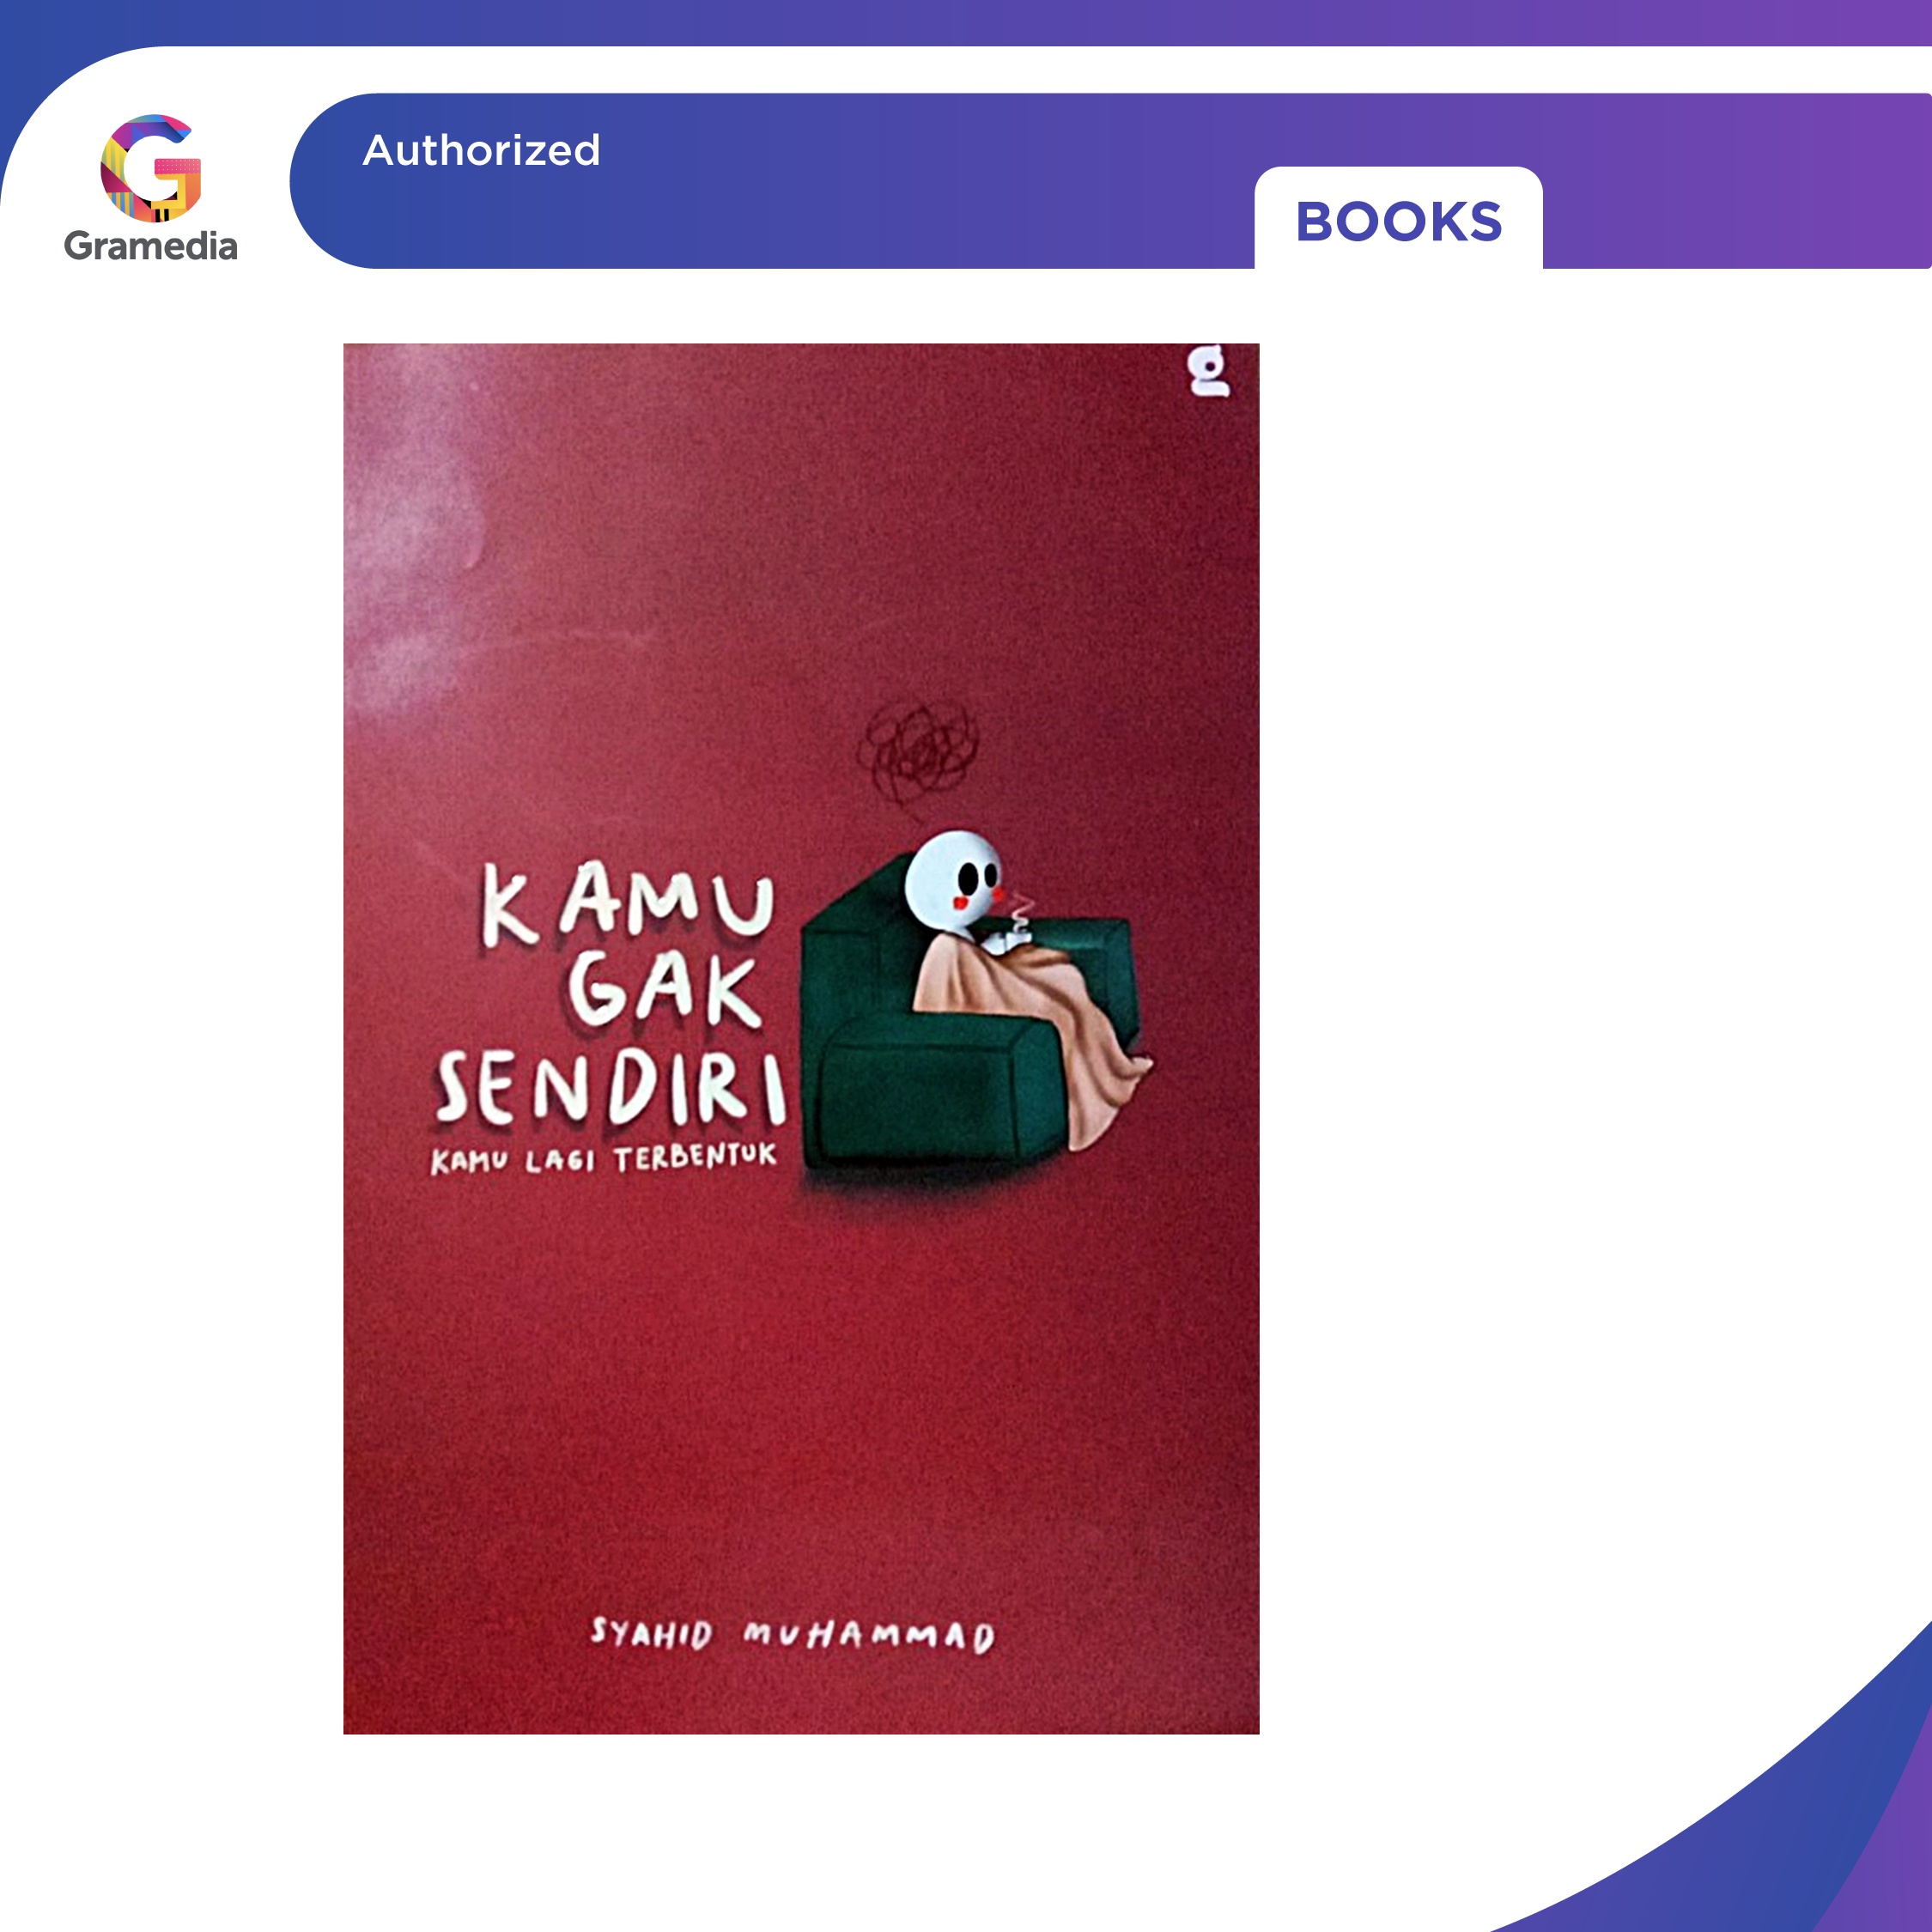 Authorized
BOOKS
Gramedia
g
KAMU
GAK
SENDIRI
KAMU LAGI TERBENTUK
SYAHID MUHAMMAD